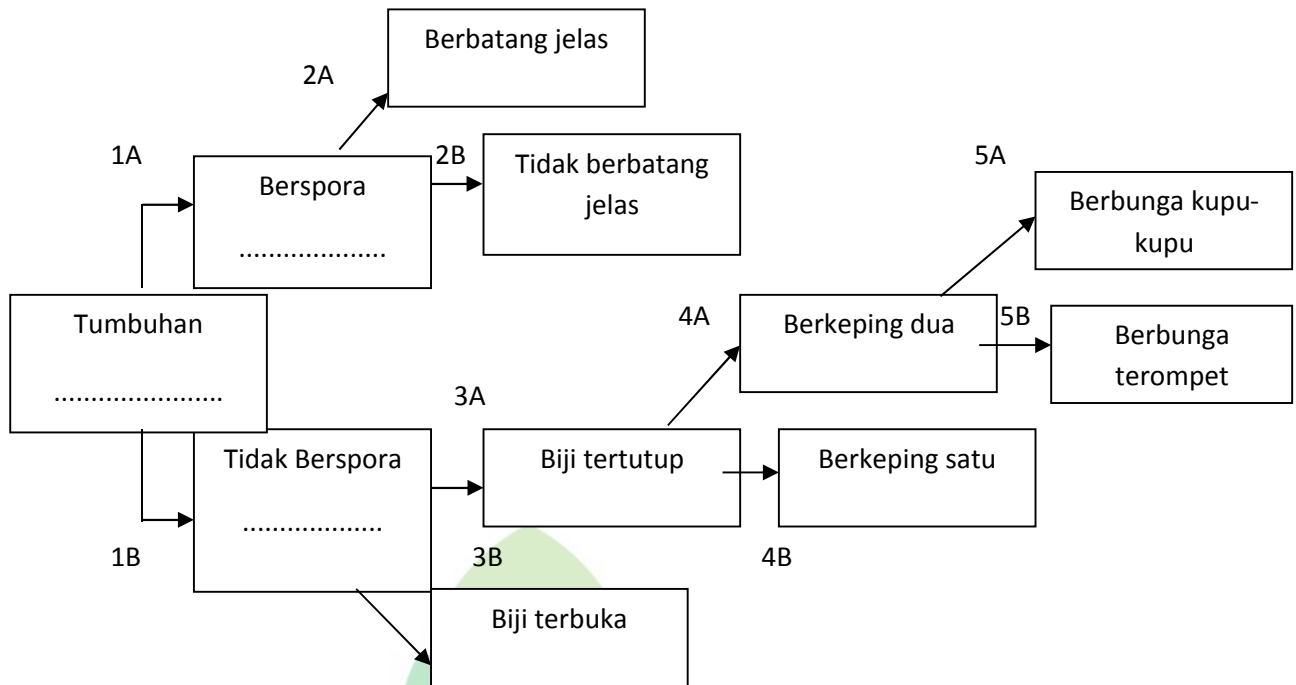 Berbatang jelas
2A
1A
Berspora
....................
2B
Tidak berbatang
jelas
5A
Berbunga kupu-
kupu
Tumbuhan
.......................
4A
Berkeping dua
5B
Berbunga
terompet
3A
Tidak Berspora
...................
Biji tertutup
Berkeping satu
1B
3B
4B
Biji terbuka